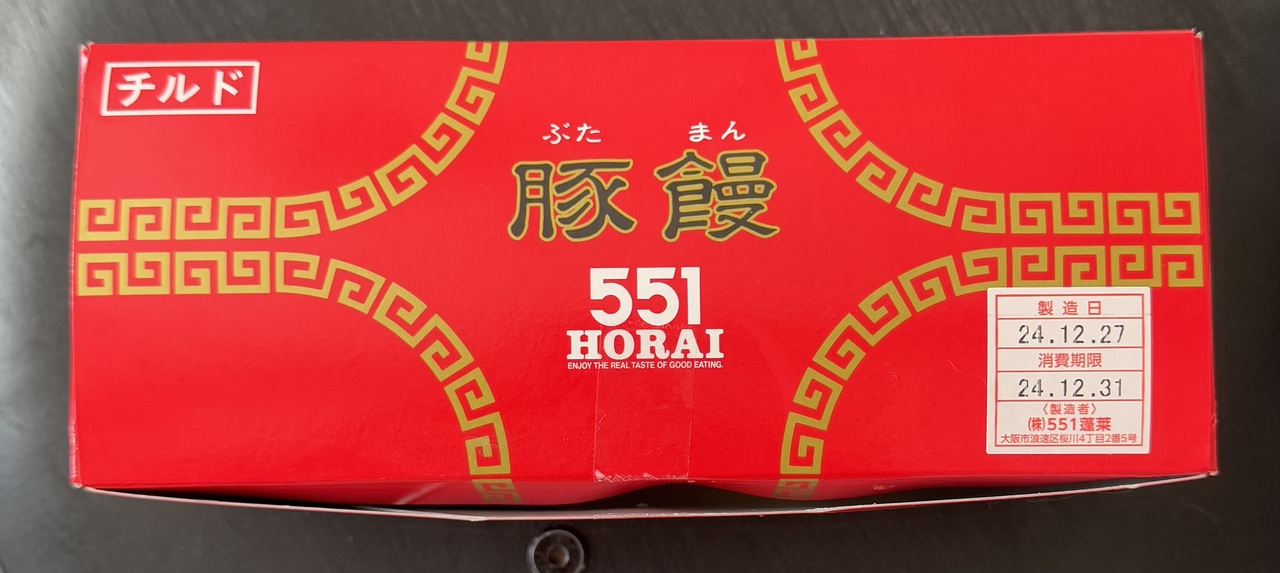 チルド
ぶた まん
豚饅
551
HORAI
ENJOY THE REAL TASTE OF GOOD EATING.
製造日
24.12.27
消費期限
24.12.31
〈製造者〉
㈱551蓬莱
大阪市浪速区桜川4丁目2番5号